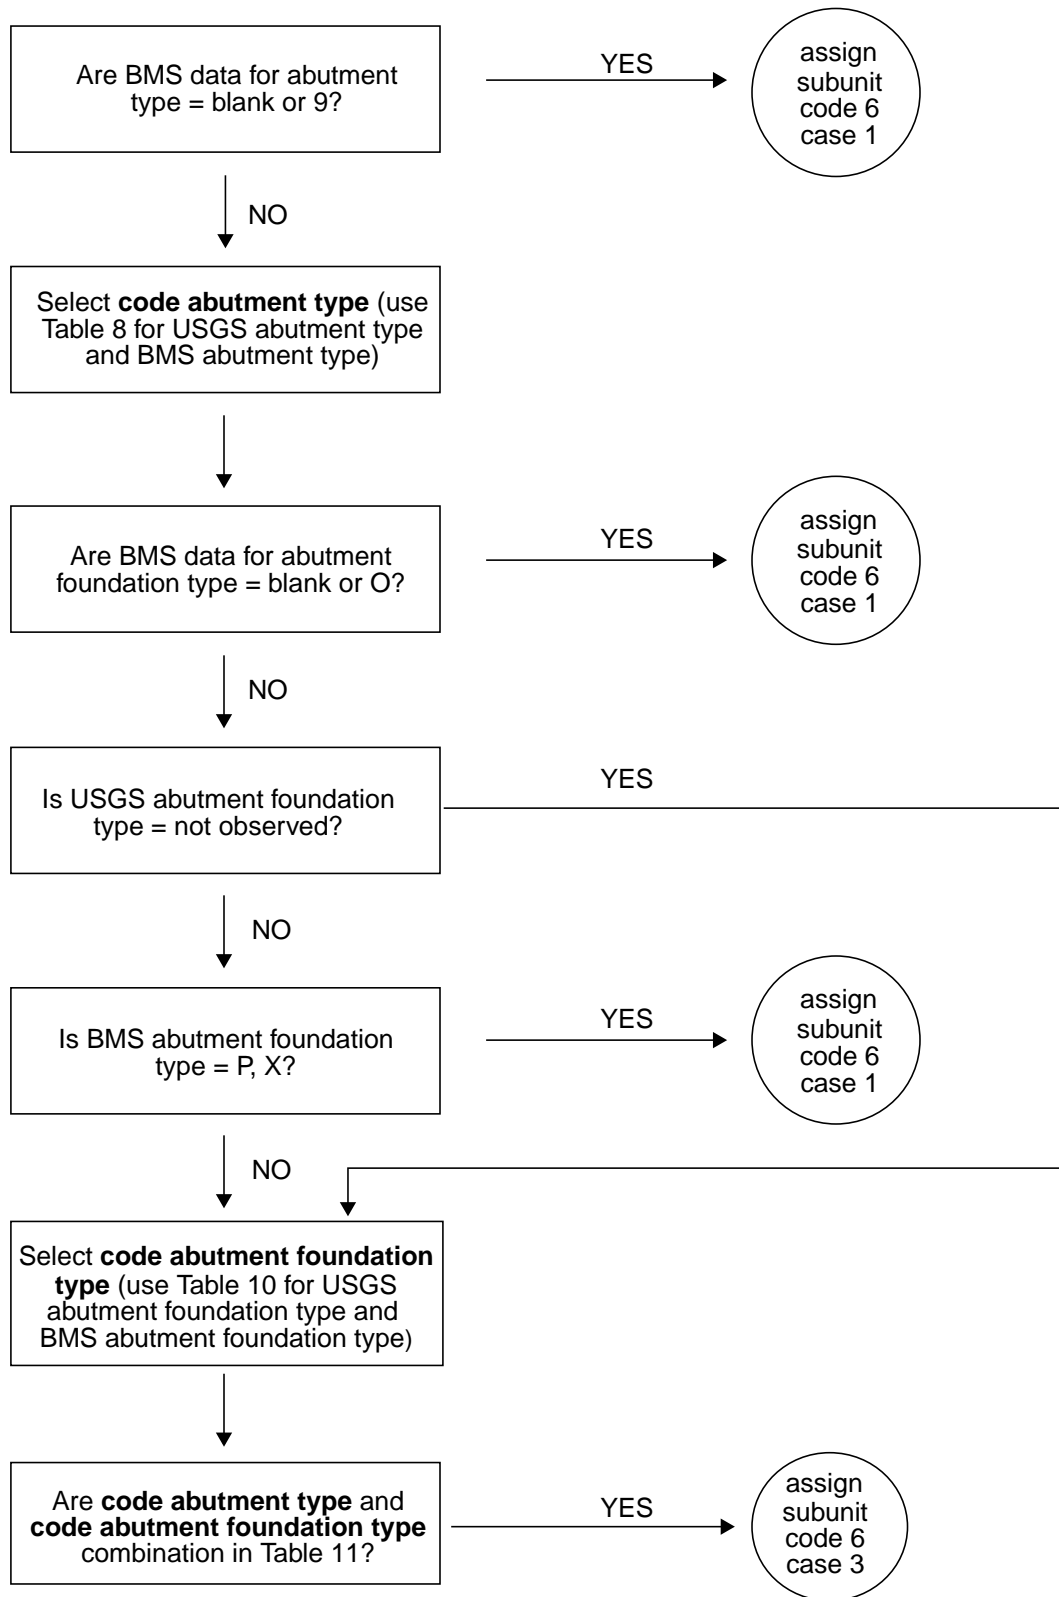 Are BMS data for abutment
type = blank or 9?
YES
assign
subunit
code 6
case 1
NO
Select code abutment type (use
Table 8 for USGS abutment type
and BMS abutment type)
Are BMS data for abutment
foundation type = blank or O?
YES
assign
subunit
code 6
case 1
NO
Is USGS abutment foundation
type = not observed?
YES
NO
Is BMS abutment foundation
type = P, X?
YES
assign
subunit
code 6
case 1
NO
Select code abutment foundation
type (use Table 10 for USGS
abutment foundation type and
BMS abutment foundation type)
Are code abutment type and
code abutment foundation type
combination in Table 11?
YES
assign
subunit
code 6
case 3